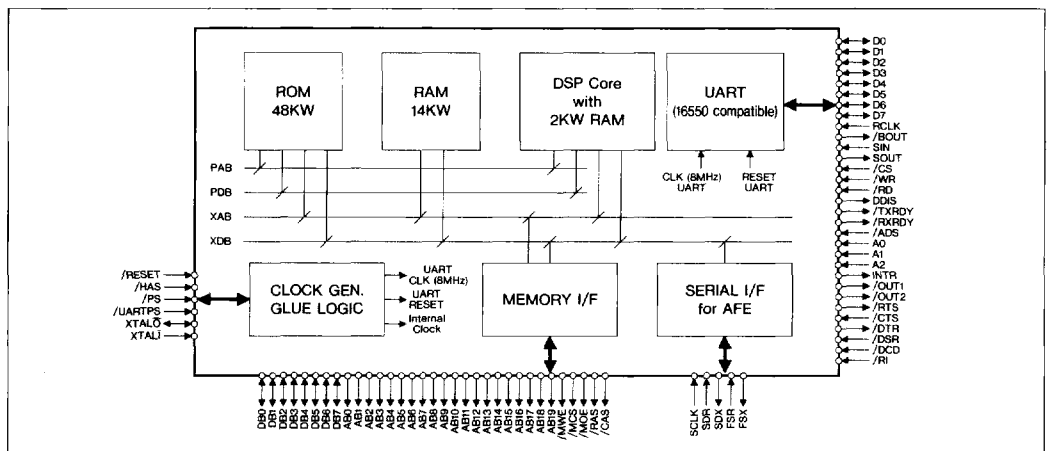 ROM
48KW
RAM
14KW
DSP Core
with
2KW RAM
UART
(16550 compatible)
CLK (8MHz)
UART
RESET
UART
PAB
PDB
XAB
XDB
CLOCK GEN.
GLUE LOGIC
UART
CLK (8MHz)
UART
RESET
Internal
Clock
MEMORY I/F
SERIAL I/F
for AFE
/RESET
/HAS
/PS
/UARTPS
XTALO
XTALI
D0
D1
D2
D3
D4
D5
D6
D7
RCLK
/BOUT
SIN
SOUT
/CS
/WR
/RD
DDIS
/TXRDY
/RXRDY
/ADS
A0
A1
A2
INTR
/OUT1
/OUT2
/RTS
/CTS
/DTR
/DSR
/DCD
/RI
DB0
DB1
DB2
DB3
DB4
DB5
DB6
DB7
AB0
AB1
AB2
AB3
AB4
AB5
AB6
AB7
AB8
AB9
AB10
AB11
AB12
AB13
AB14
AB15
AB16
AB17
AB18
AB19
/MWE
/MCS
/MOE
/RAS
/CAS
SCLK
SDR
SDX
FSR
FSX